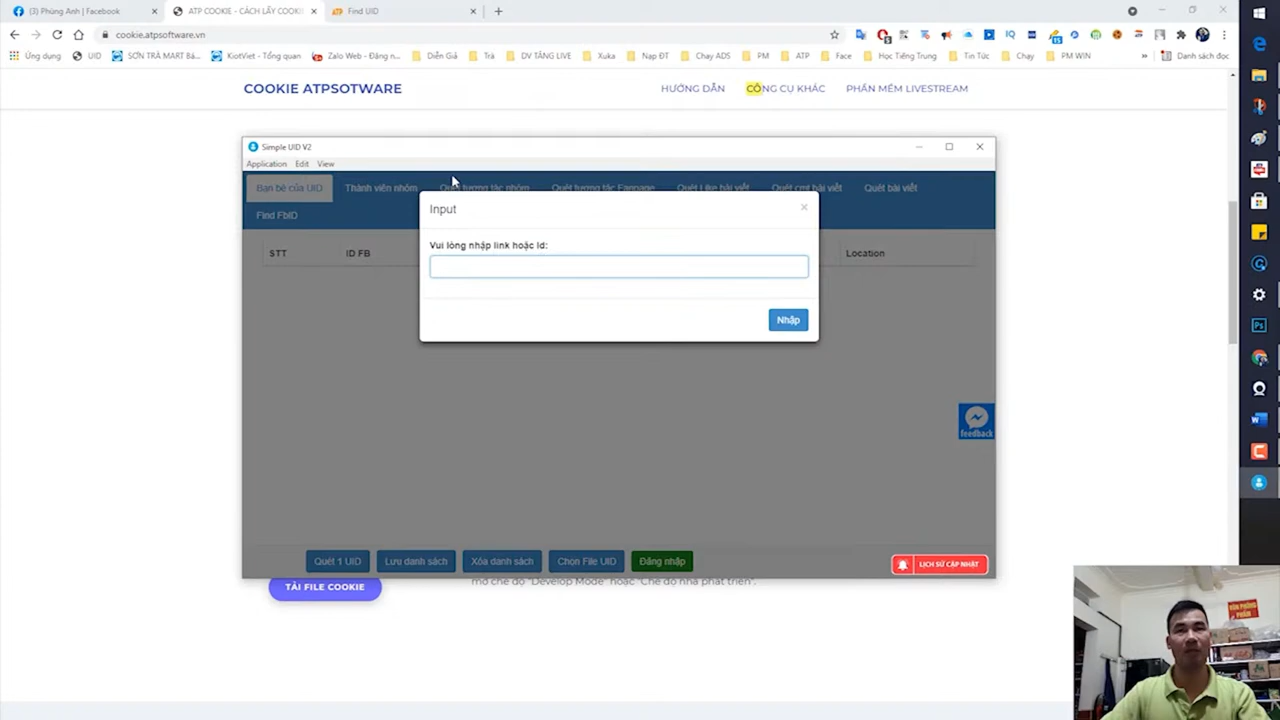 (3) Phùng Anh | Facebook
ATP COOKIE - CÁCH LẤY COOKI
Find UID
cookie.atpsoftware.vn
Ứng dụng
UID
SƠN TRÀ MART Bá...
KiotViet - Tổng quan
Zalo Web - Đăng n...
Diễn Giả
Trà
DV TĂNG LIVE
Xuka
Nạp ĐT
Chạy ADS
PM
ATP
Face
Học Tiếng Trung
Tin Tức
Chạy
PM WIN
»
Danh sách đọc
COOKIE ATPSOTWARE
HƯỚNG DẪN
CÔNG CỤ KHÁC
PHẦN MỀM LIVESTREAM
Simple UID V2
Application
Edit
View
Bạn bè của UID
Thành viên nhóm
Quét tương tác nhóm
Quét tương tác Fanpage
Quét Like bài viết
Quét cmt bài viết
Quét bài viết
Find FbID
Input
STT
ID FB
Location
Vui lòng nhập link hoặc Id:
Nhập
feedback
Quét 1 UID
Lưu danh sách
Xóa danh sách
Chọn File UID
Đăng nhập
LỊCH SỬ CẬP NHẬT
TẢI FILE COOKIE
mở chế độ "Develop Mode" hoặc "Chế độ nhà phát triển".
VĂN PHÒNG
PHẨM